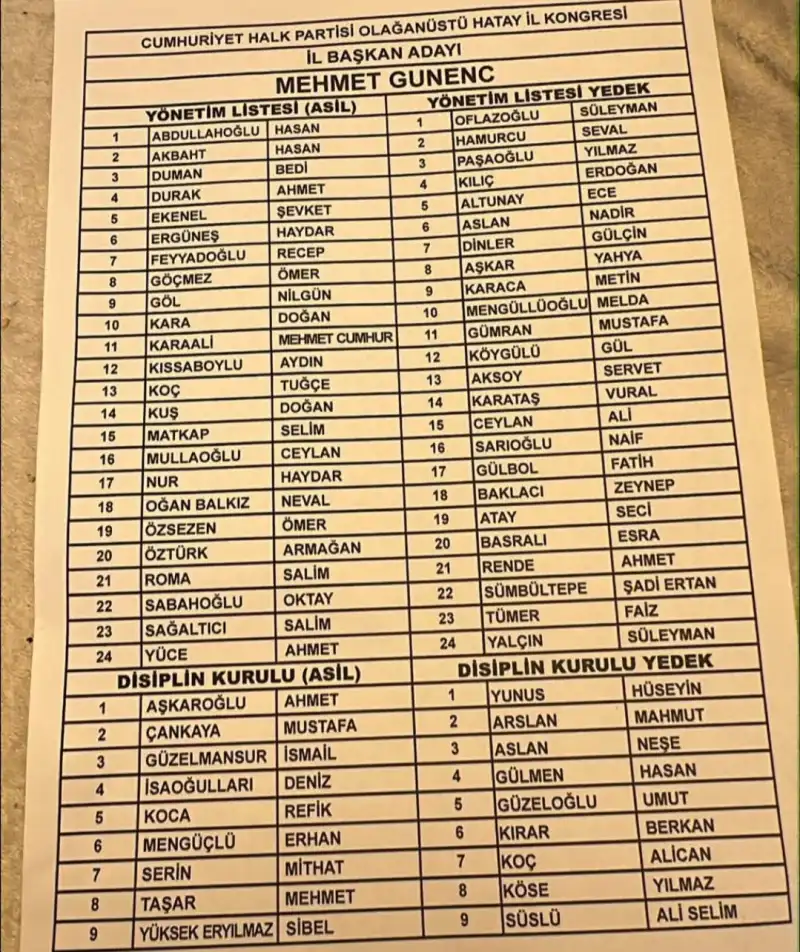 CUMHURİYET HALK PARTİSİ OLAĞANÜSTÜ HATAY İL KONGRESİ
İL BAŞKAN ADAYI
MEHMET GUNENC
YÖNETİM LİSTESİ (ASİL) YÖNETİM LİSTESİ YEDEK
1 ABDULLAHOĞLU HASAN 1 OFLAZOĞLU SÜLEYMAN
2 AKBAHT HASAN 2 HAMURCU SEVAL
3 DUMAN BEDİ 3 PAŞAOĞLU YILMAZ
4 DURAK AHMET 4 KILIÇ ERDOĞAN
5 EKENEL ŞEVKET 5 ALTUNAY ECE
6 ERGÜNEŞ HAYDAR 6 ASLAN NADİR
7 FEYYADOĞLU RECEP 7 DİNLER GÜLÇİN
8 GÖÇMEZ ÖMER 8 AŞKAR YAHYA
9 GÖL NİLGÜN 9 KARACA METİN
10 KARA DOĞAN 10 MENGÜLLÜOĞLU MELDA
11 KARAALİ MEHMET CUMHUR 11 GÜMRAN MUSTAFA
12 KISSABOYLU AYDIN 12 KÖYGÜLÜ GÜL
13 KOÇ TUĞÇE 13 AKSOY SERVET
14 KUŞ DOĞAN 14 KARATAŞ VURAL
15 MATKAP SELİM 15 CEYLAN ALİ
16 MULLAOĞLU CEYLAN 16 SARIOĞLU NAİF
17 NUR HAYDAR 17 GÜLBOL FATİH
18 OĞAN BALKIZ NEVAL 18 BAKLACI ZEYNEP
19 ÖZSEZEN ÖMER 19 ATAY SECİ
20 ÖZTÜRK ARMAĞAN 20 BASRALI ESRA
21 ROMA SALİM 21 RENDE AHMET
22 SABAHOĞLU OKTAY 22 SÜMBÜLTEPE ŞADİ ERTAN
23 SAĞALTICI SALİM 23 TÜMER FAİZ
24 YÜCE AHMET 24 YALÇIN SÜLEYMAN
DİSİPLİN KURULU (ASİL) DİSİPLİN KURULU YEDEK
1 AŞKAROĞLU AHMET 1 YUNUS HÜSEYİN
2 ÇANKAYA MUSTAFA 2 ARSLAN MAHMUT
3 GÜZELMANSUR İSMAİL 3 ASLAN NEŞE
4 İSAOĞULLARI DENİZ 4 GÜLMEN HASAN
5 KOCA REFİK 5 GÜZELOĞLU UMUT
6 MENGÜÇLÜ ERHAN 6 KIRAR BERKAN
7 SERİN MİTHAT 7 KOÇ ALİCAN
8 TAŞAR MEHMET 8 KÖSE YILMAZ
9 YÜKSEK ERYILMAZ SİBEL 9 SÜSLÜ ALİ SELİM